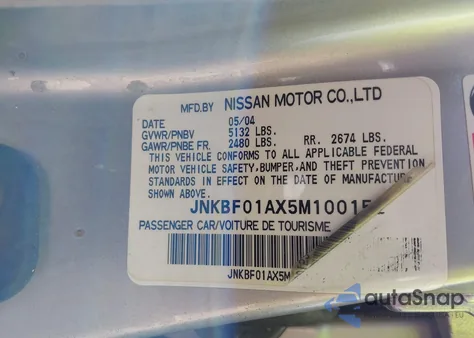 MFD.BY NISSAN MOTOR CO.,LTD
DATE 05/04
GVWR/PNBV 5132 LBS.
GAWR/PNBE FR. 2480 LBS. RR. 2674 LBS.
THIS VEHICLE CONFORMS TO ALL APPLICABLE FEDERAL
MOTOR VEHICLE SAFETY,BUMPER,AND THEFT PREVENTION
STANDARDS IN EFFECT ON THE DATE OF MANUFACTURE
PASSENGER CAR/VOITURE DE TOURISME
autoSnap